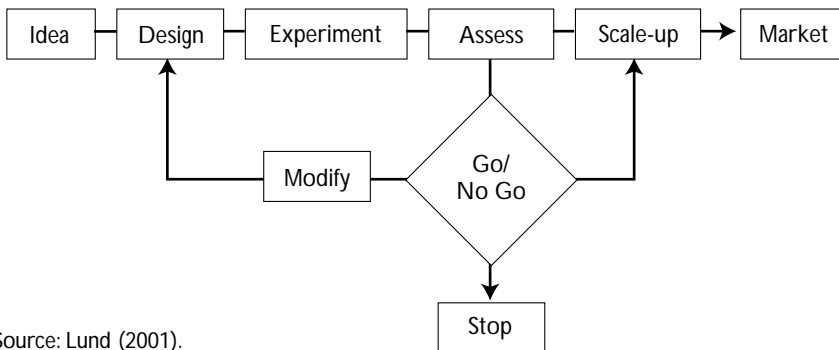 Idea
Design
Experiment
Assess
Scale-up
Market
Modify
Go/
No Go
Stop
Source: Lund (2001).